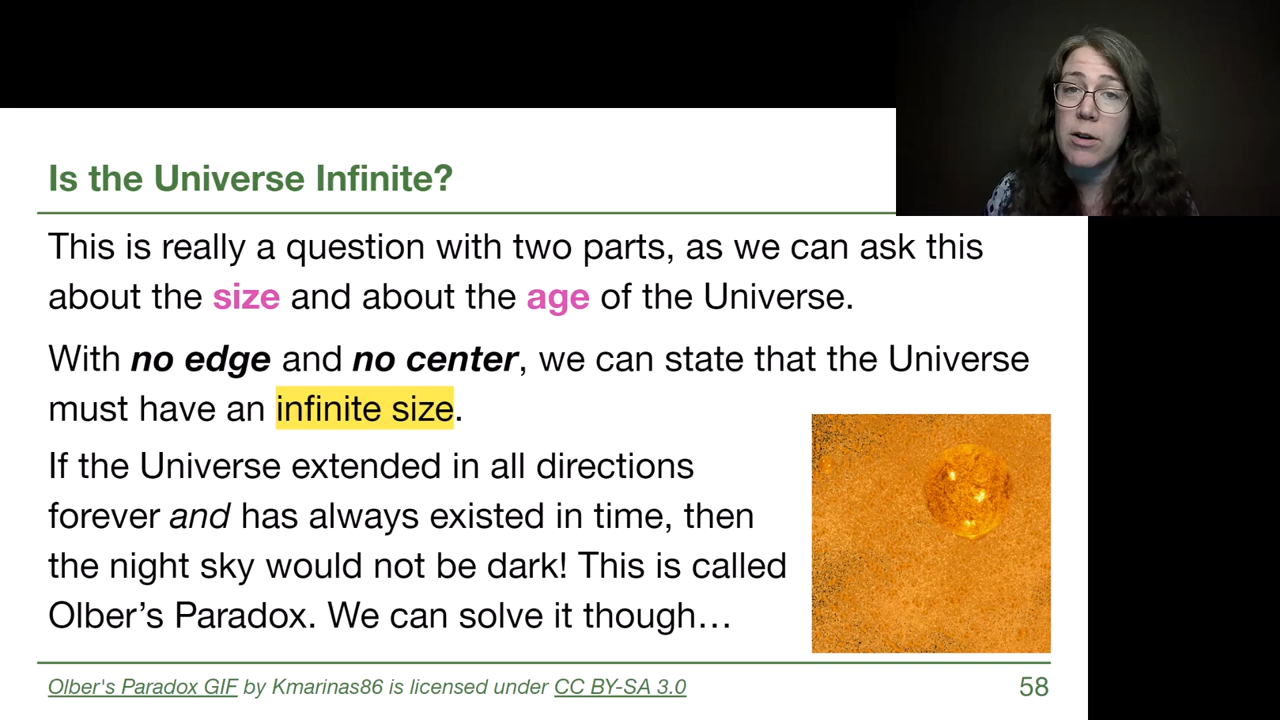 Is the Universe Infinite?
This is really a question with two parts, as we can ask this
about the size and about the age of the Universe.
With no edge and no center, we can state that the Universe
must have an infinite size.
If the Universe extended in all directions
forever and has always existed in time, then
the night sky would not be dark! This is called
Olber’s Paradox. We can solve it though…
Olber's Paradox GIF by Kmarinas86 is licensed under CC BY-SA 3.0
58